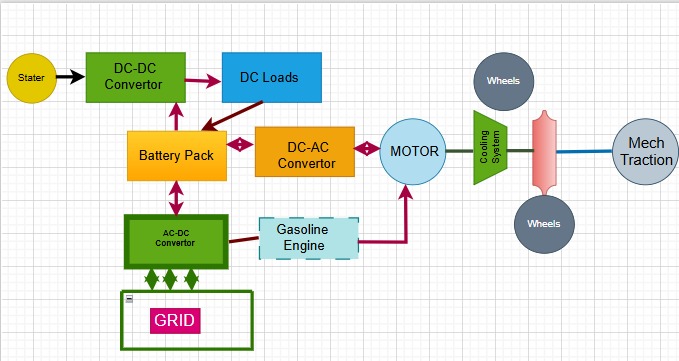 Wheels
DC-DC
Convertor
DC Loads
Stater
Battery Pack
DC-AC
Convertor
MOTOR
Cooling
System
Mech
Traction
Wheels
AC-DC
Convertor
Gasoline
Engine
GRID